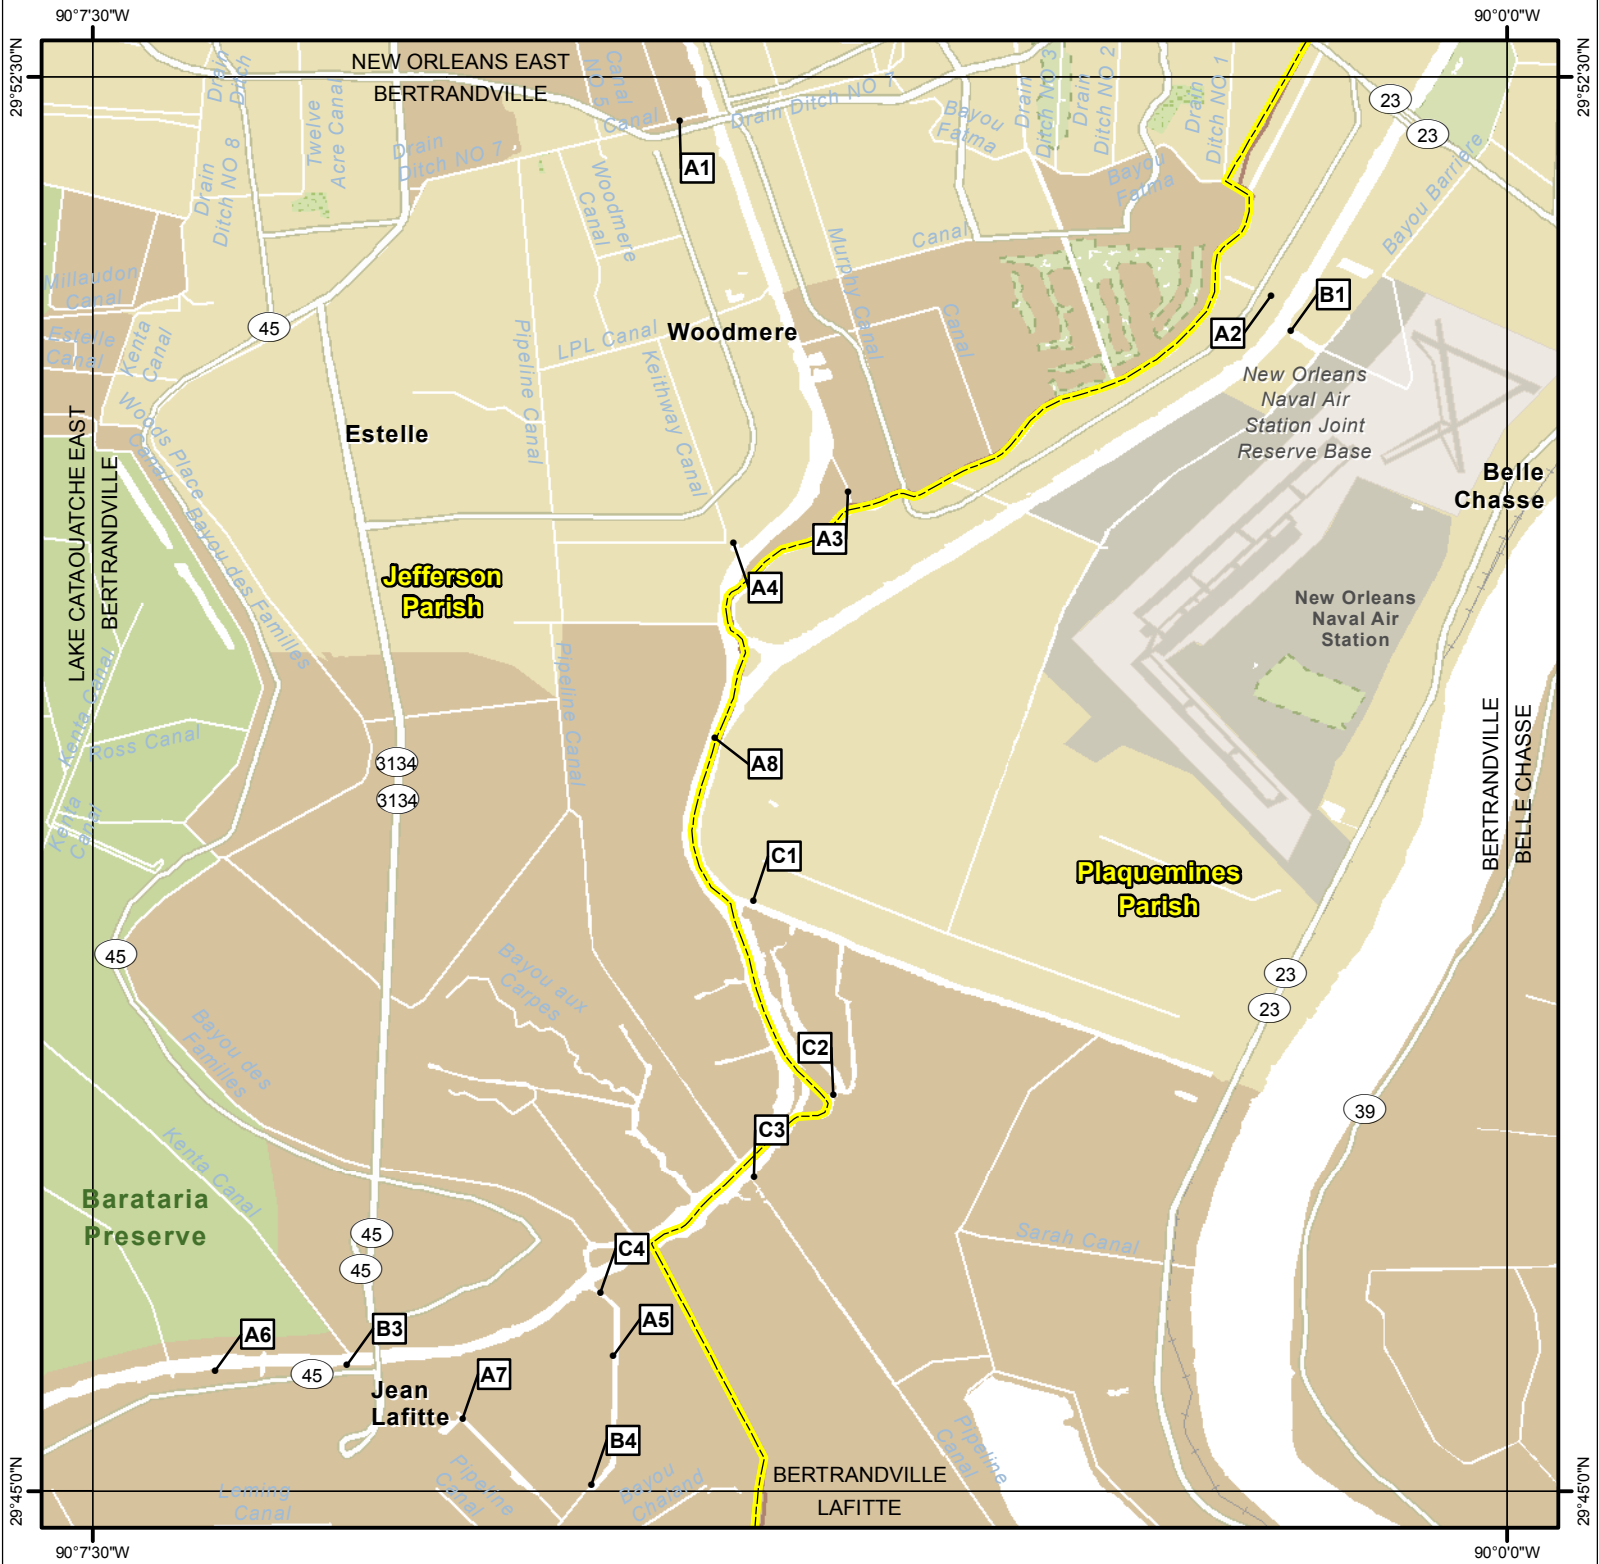 90°7'30"W
90°0'0"W
29°52'30"N
29°52'30"N
NEW ORLEANS EAST
BERTRANDVILLE
Drain
Ditch
Drain
Ditch NO 8
Twelve
Acre Canal
Drain
Ditch NO 7
Canal
NO 5
Canal
A1
Drain Ditch NO 7
Bayou
Fatma
Drain
Ditch NO 3
Drain
Ditch NO 2
Drain
Ditch NO 1
Bayou
Fatma
23
23
Bayou Barriere
Woodmere
Canal
Murphy Canal
Canal
Canal
Millaudon
Canal
Estelle
Canal
Kenta
Canal
45
Pipeline Canal
LPL Canal
Keithway Canal
Woodmere
A2
B1
New Orleans
Naval Air
Station Joint
Reserve Base
Belle
Chasse
Estelle
Woods Place
Canal
Bayou des Familles
LAKE CATAOUATCHE EAST
BERTRANDVILLE
A3
A4
Jefferson
Parish
New Orleans
Naval Air
Station
Kenta Canal
Ross Canal
Kenta
Canal
3134
3134
Pipeline Canal
A8
BERTRANDVILLE
BELLE CHASSE
C1
Plaquemines
Parish
45
Bayou aux
Carpes
23
23
Bayou des
Familles
C2
39
C3
Kenta Canal
Barataria
Preserve
45
45
Sarah Canal
C4
A5
A6
B3
45
A7
Jean
Lafitte
B4
Pipeline
Canal
Bayou
Chaland
Pipeline
Canal
Leming
Canal
BERTRANDVILLE
LAFITTE
29°45'0"N
29°45'0"N
90°7'30"W
90°0'0"W